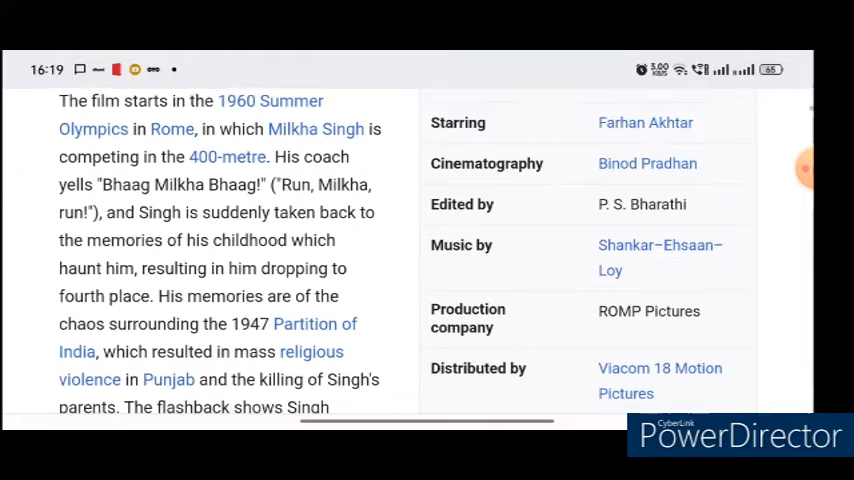 16:19
3.00
KB/S
65
The film starts in the 1960 Summer
Olympics in Rome, in which Milkha Singh is
competing in the 400-metre. His coach
yells "Bhaag Milkha Bhaag!" ("Run, Milkha,
run!"), and Singh is suddenly taken back to
the memories of his childhood which
haunt him, resulting in him dropping to
fourth place. His memories are of the
chaos surrounding the 1947 Partition of
India, which resulted in mass religious
violence in Punjab and the killing of Singh's
parents. The flashback shows Singh
Starring Farhan Akhtar
Cinematography Binod Pradhan
Edited by P. S. Bharathi
Music by Shankar–Ehsaan–
Loy
Production
company ROMP Pictures
Distributed by Viacom 18 Motion
Pictures
CyberLink
PowerDirector